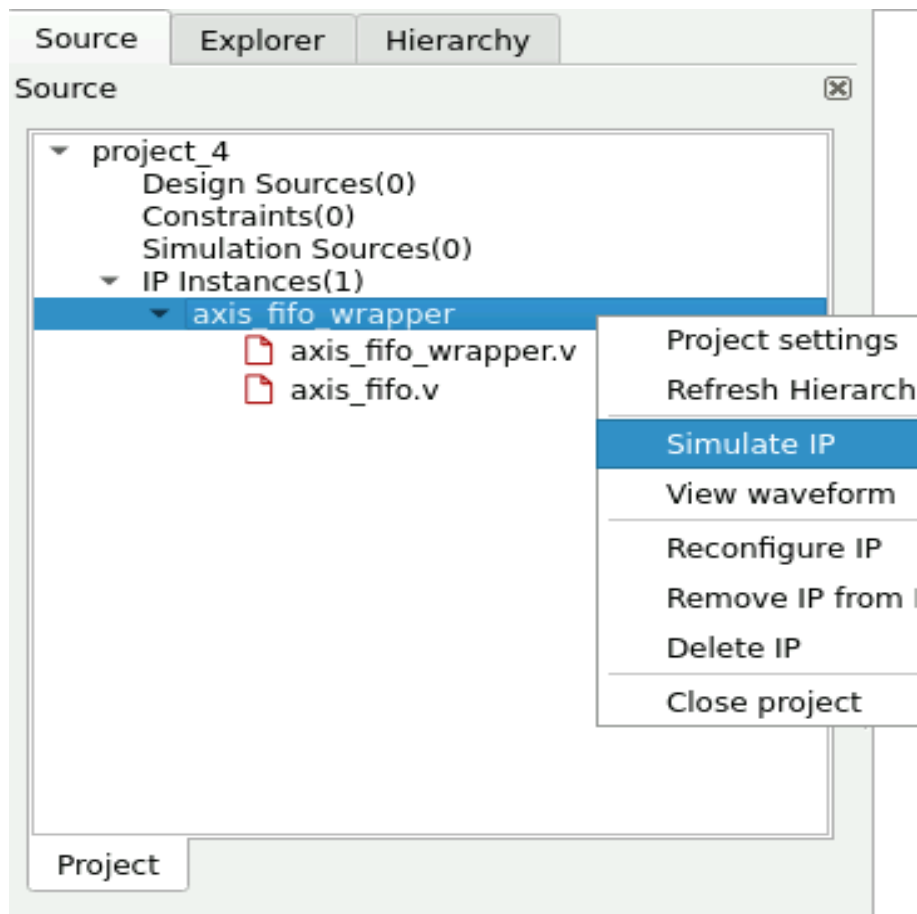 Source Explorer Hierarchy
Source
project_4
Design Sources(0)
Constraints(0)
Simulation Sources(0)
IP Instances(1)
axis_fifo_wrapper
axis_fifo_wrapper.v
axis_fifo.v
Project settings
Refresh Hierarch
Simulate IP
View waveform
Reconfigure IP
Remove IP from
Delete IP
Close project
Project